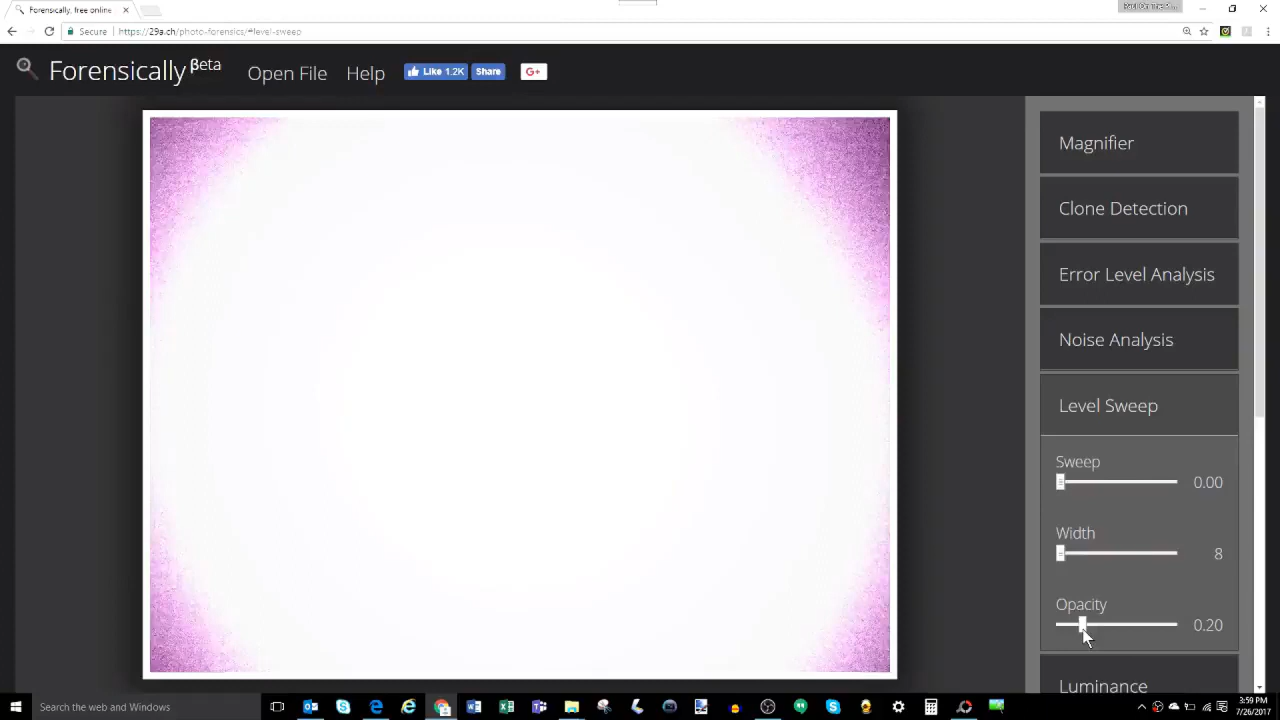 Forensically, free online
Secure https://29a.ch/photo-forensics/#level-sweep
Forensically βeta
Open File
Help
Like 1.2K
Share
G+
Magnifier
Clone Detection
Error Level Analysis
Noise Analysis
Level Sweep
Sweep
0.00
Width
8
Opacity
0.20
Luminance
Search the web and Windows
3:59 PM
7/26/2017